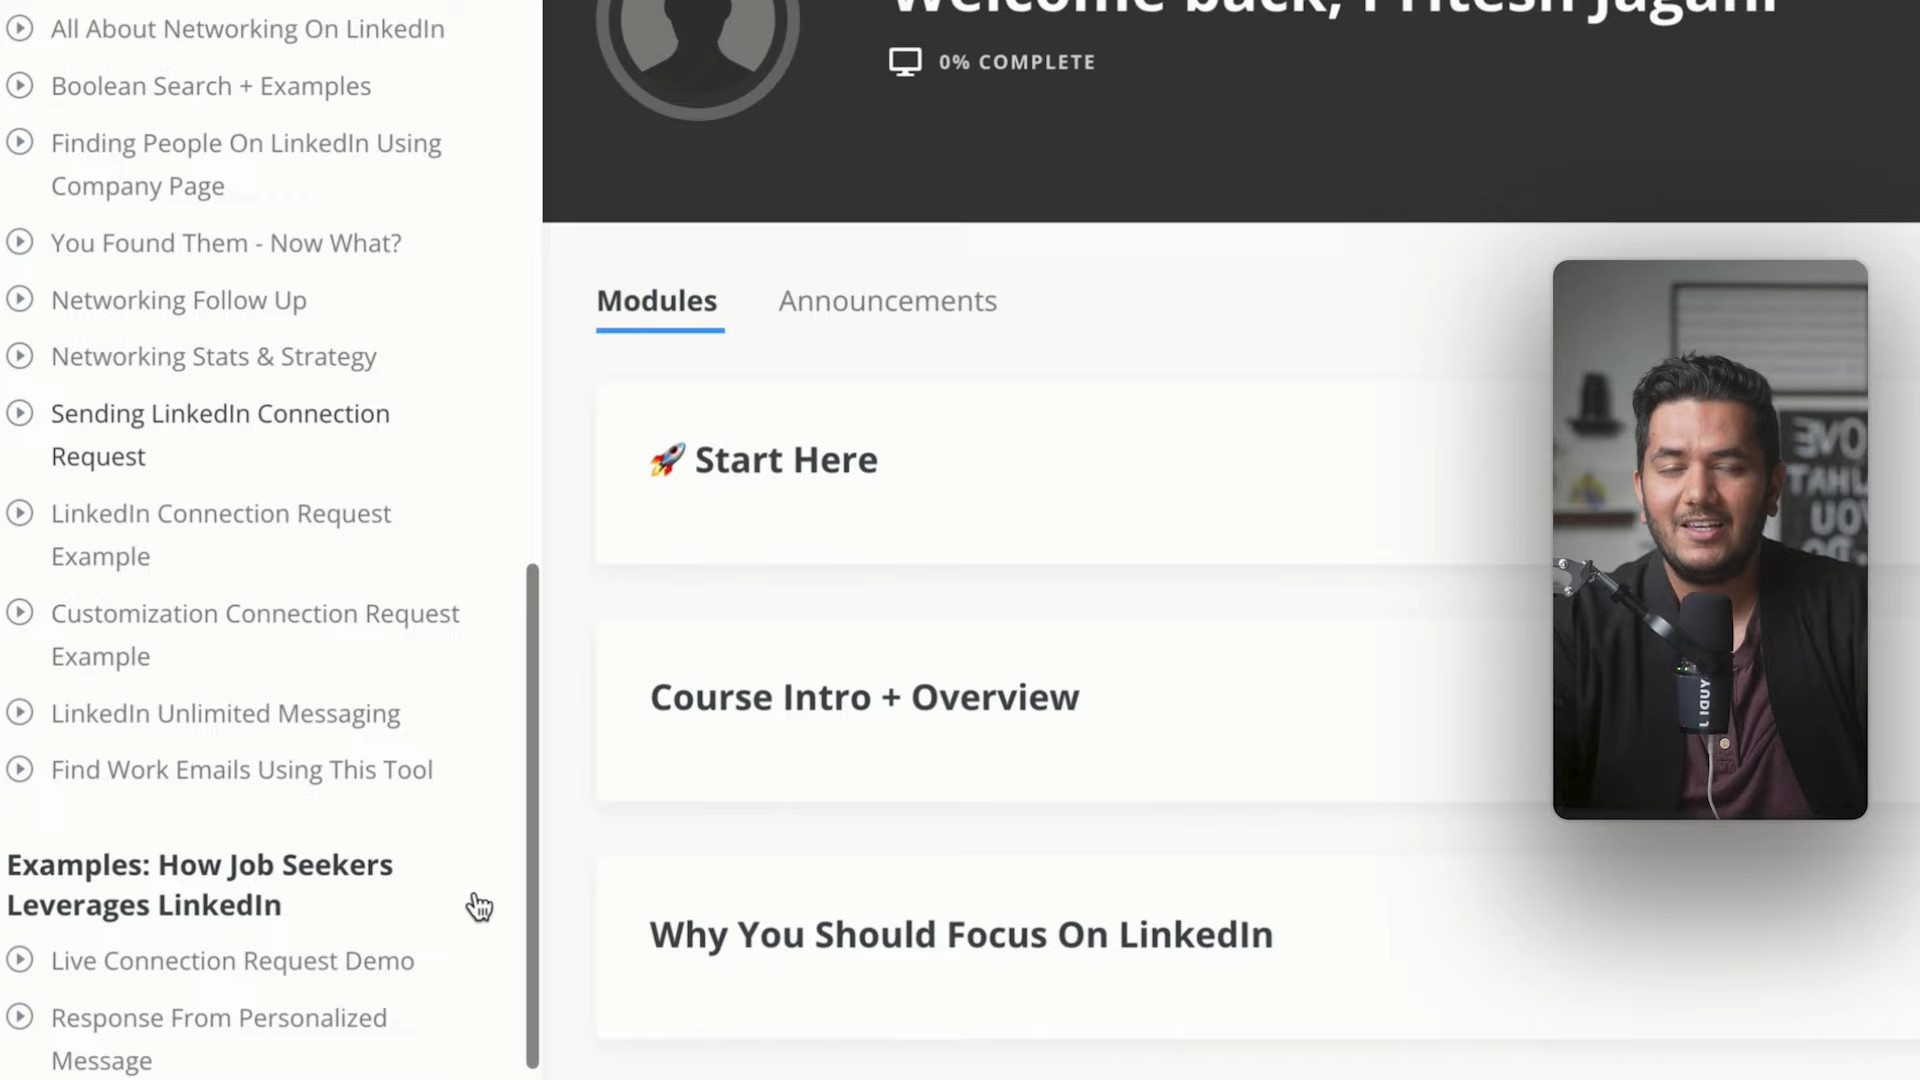 All About Networking On LinkedIn
Boolean Search + Examples
Finding People On LinkedIn Using
Company Page
You Found Them - Now What?
Networking Follow Up
Networking Stats & Strategy
Sending LinkedIn Connection
Request
LinkedIn Connection Request
Example
Customization Connection Request
Example
LinkedIn Unlimited Messaging
Find Work Emails Using This Tool
Examples: How Job Seekers
Leverages LinkedIn
Live Connection Request Demo
Response From Personalized
Message
Welcome back, Pritesh Jagani
0% COMPLETE
Modules
Announcements
🚀 Start Here
Course Intro + Overview
Why You Should Focus On LinkedIn